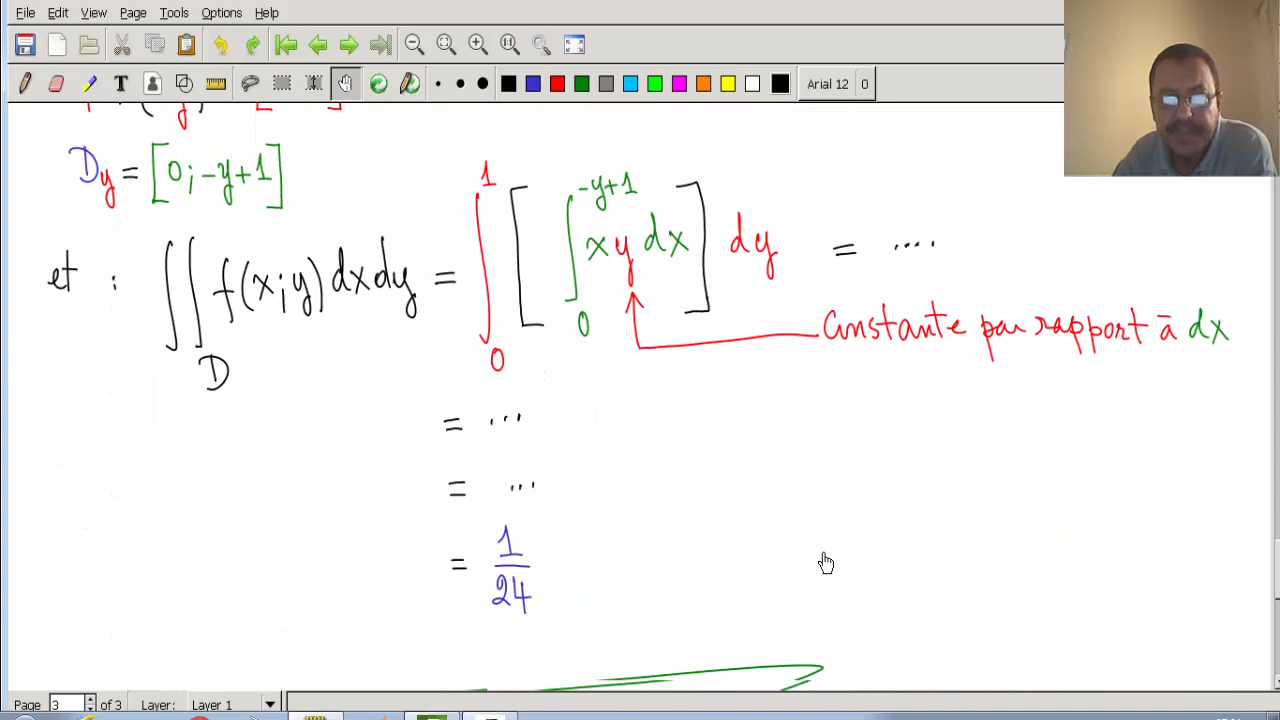 File Edit View Page Tools Options Help
Arial 12 0
Dy = [0; -y+1]
et : ∬_D f(x;y) dx dy = ∫_0^1 [ ∫_0^{-y+1} x y dx ] dy = ....
Constante par rapport à dx
= ...
= ...
= 1/24
Page 3 of 3 Layer: Layer 1